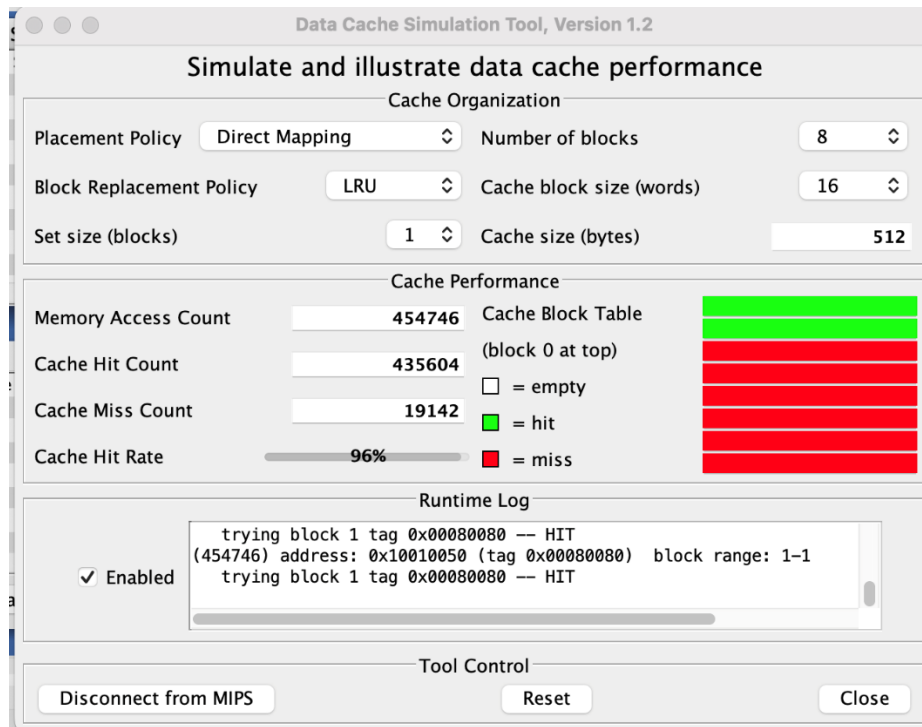 Data Cache Simulation Tool, Version 1.2
Simulate and illustrate data cache performance
Cache Organization
Placement Policy Direct Mapping Number of blocks 8
Block Replacement Policy LRU Cache block size (words) 16
Set size (blocks) 1 Cache size (bytes) 512
Cache Performance
Memory Access Count 454746 Cache Block Table
(block 0 at top)
Cache Hit Count 435604
= empty
Cache Miss Count 19142
= hit
Cache Hit Rate 96% = miss
Runtime Log
Enabled
trying block 1 tag 0x00080080 -- HIT
(454746) address: 0x10010050 (tag 0x00080080) block range: 1-1
trying block 1 tag 0x00080080 -- HIT
Tool Control
Disconnect from MIPS Reset Close